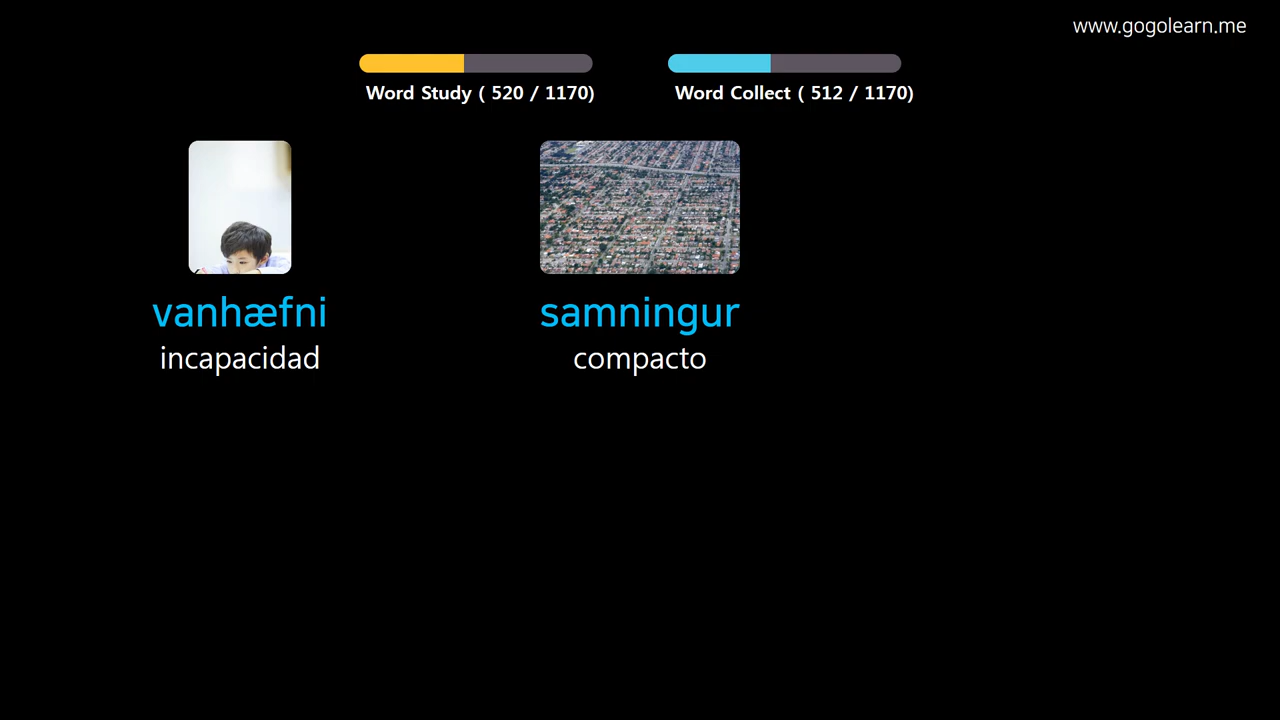 www.gogolearn.me
Word Study ( 520 / 1170)
Word Collect ( 512 / 1170)
vanhæfni
incapacidad
samningur
compacto